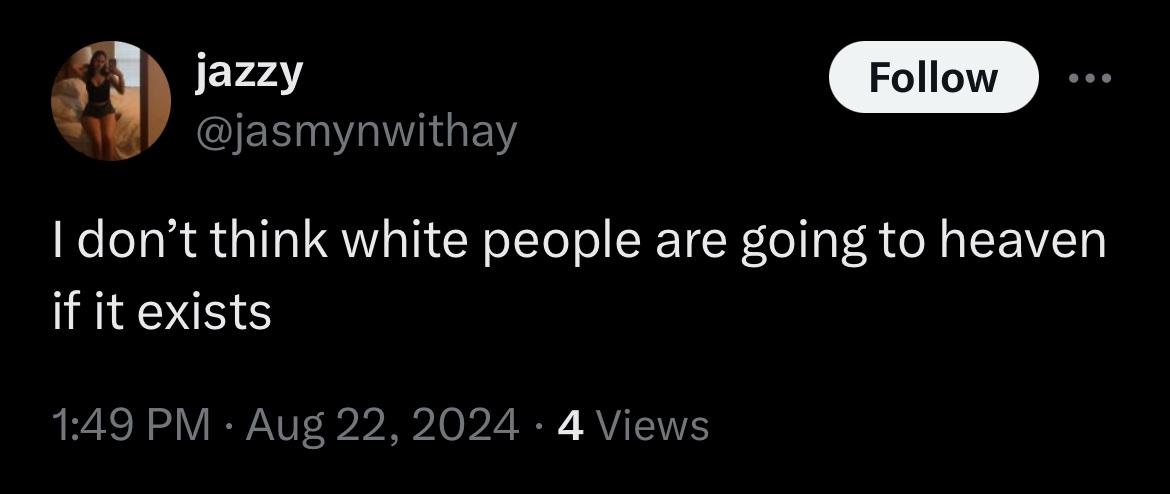 jazzy
Follow
@jasmynwithay
I don’t think white people are going to heaven
if it exists
1:49 PM · Aug 22, 2024 · 4 Views